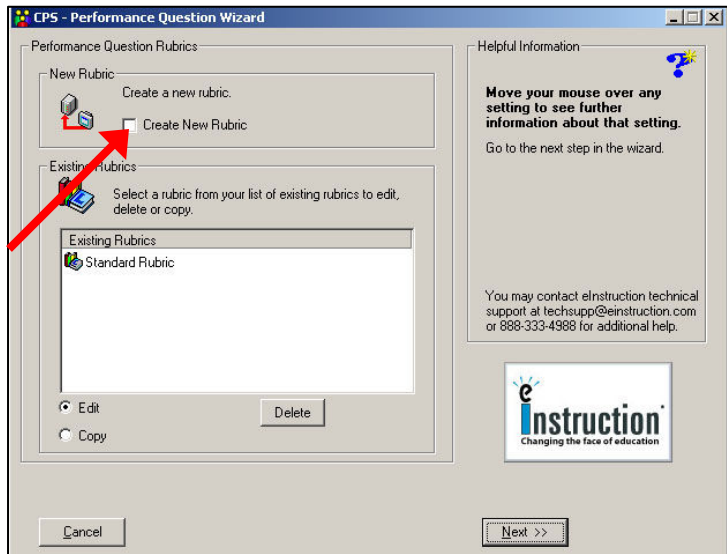 CPS - Performance Question Wizard
Performance Question Rubrics
New Rubric
Create a new rubric.
Create New Rubric
Existing Rubrics
Select a rubric from your list of existing rubrics to edit,
delete or copy.
Existing Rubrics
Standard Rubric
Edit
Copy
Delete
Cancel
Helpful Information
Move your mouse over any
setting to see further
information about that setting.
Go to the next step in the wizard.
You may contact eInstruction technical
support at techsupp@einstruction.com
or 888-333-4988 for additional help.
eInstruction
Changing the face of education
Next >>